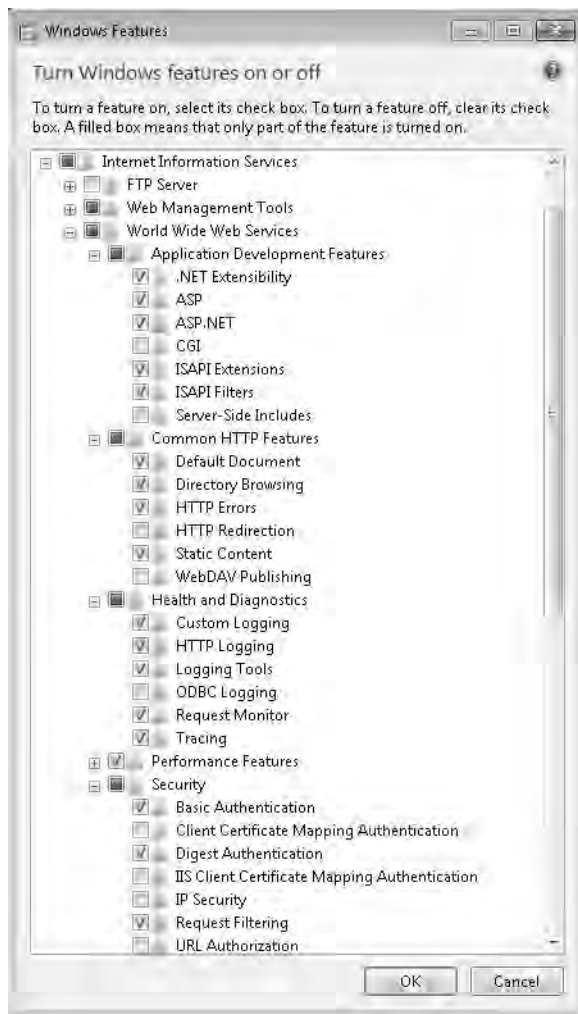 Windows Features
Turn Windows features on or off
To turn a feature on, select its check box. To turn a feature off, clear its check
box. A filled box means that only part of the feature is turned on.
Internet Information Services
FTP Server
Web Management Tools
World Wide Web Services
Application Development Features
.NET Extensibility
ASP
ASP.NET
CGI
ISAPI Extensions
ISAPI Filters
Server-Side Includes
Common HTTP Features
Default Document
Directory Browsing
HTTP Errors
HTTP Redirection
Static Content
WebDAV Publishing
Health and Diagnostics
Custom Logging
HTTP Logging
Logging Tools
ODBC Logging
Request Monitor
Tracing
Performance Features
Security
Basic Authentication
Client Certificate Mapping Authentication
Digest Authentication
IIS Client Certificate Mapping Authentication
IP Security
Request Filtering
URL Authorization
OK Cancel